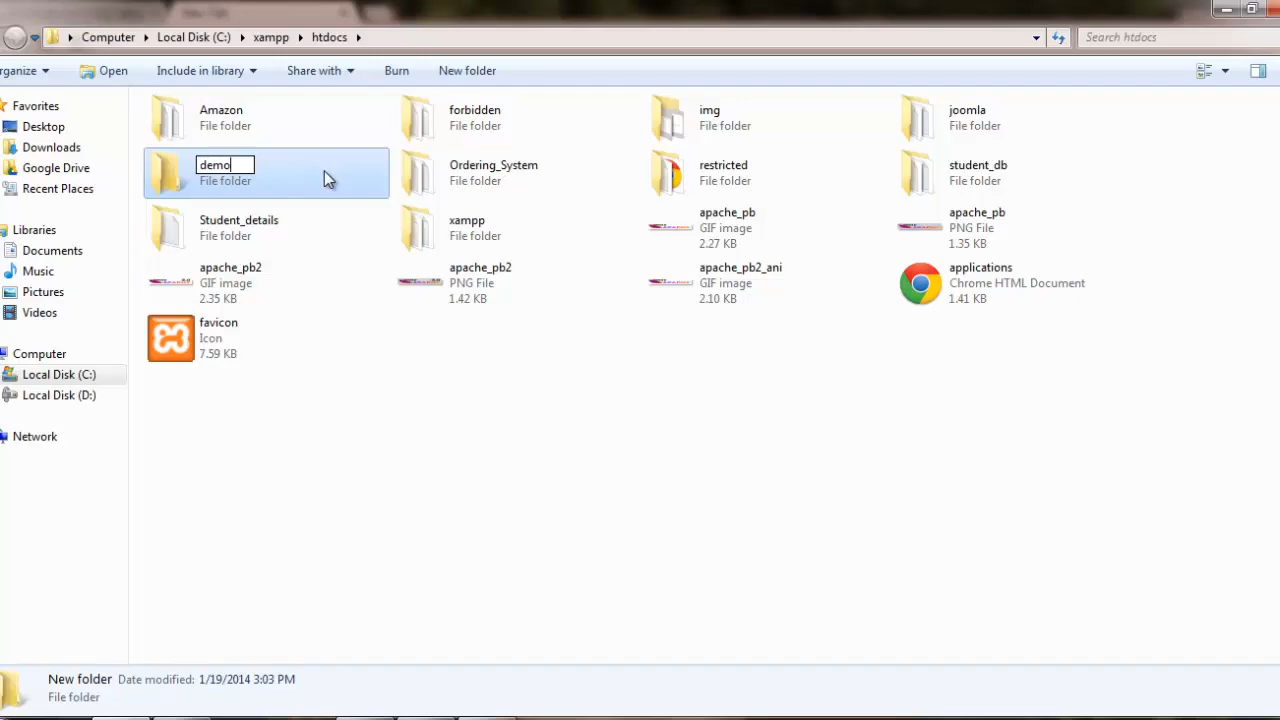 Computer Local Disk (C:) xampp htdocs Search htdocs
rganize Open Include in library Share with Burn New folder
Favorites
Desktop
Downloads
Google Drive
Recent Places
Libraries
Documents
Music
Pictures
Videos
Computer
Local Disk (C:)
Local Disk (D:)
Network
Amazon
File folder
forbidden
File folder
img
File folder
joomla
File folder
demo
File folder
Ordering_System
File folder
restricted
File folder
student_db
File folder
Student_details
File folder
xampp
File folder
apache_pb
GIF image
2.27 KB
apache_pb
PNG File
1.35 KB
apache_pb2
GIF image
2.35 KB
apache_pb2
PNG File
1.42 KB
apache_pb2_ani
GIF image
2.10 KB
applications
Chrome HTML Document
1.41 KB
favicon
Icon
7.59 KB
New folder Date modified: 1/19/2014 3:03 PM
File folder